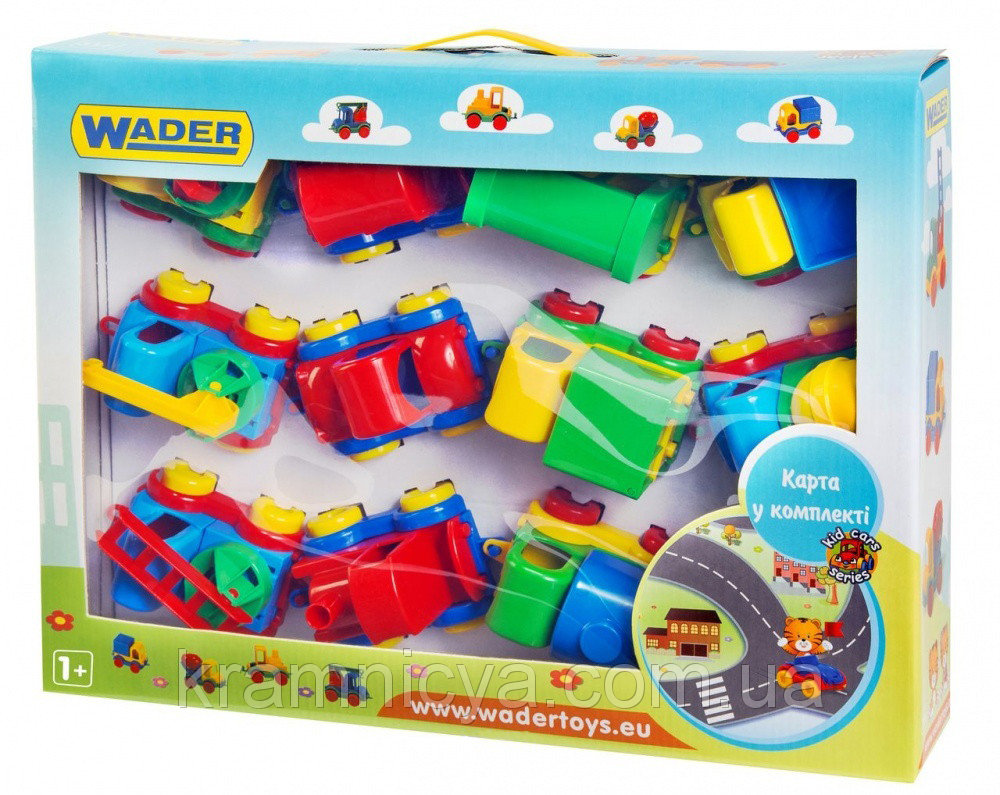 WADER
Карта
у комплекті
kid cars
series
1+
kramnicya.com.ua
www.wadertoys.eu